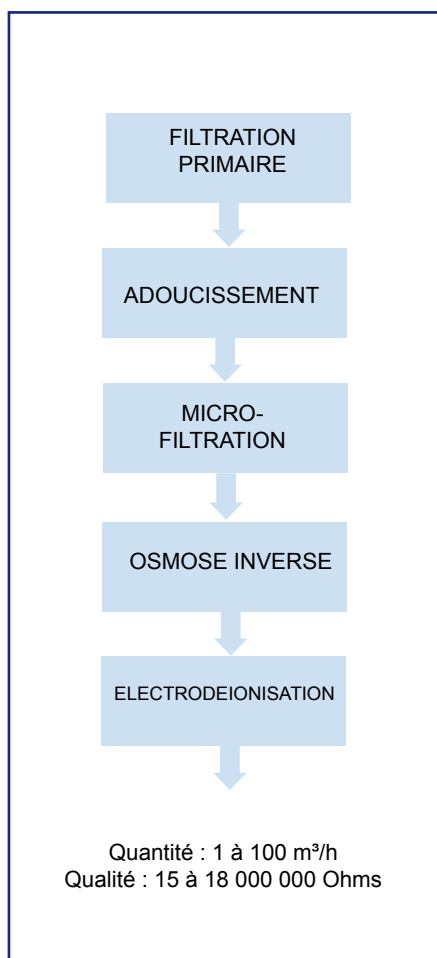 FILTRATION
PRIMAIRE
ADOUCISSEMENT
MICRO-
FILTRATION
OSMOSE INVERSE
ELECTRODEIONISATION
Quantité : 1 à 100 m³/h
Qualité : 15 à 18 000 000 Ohms